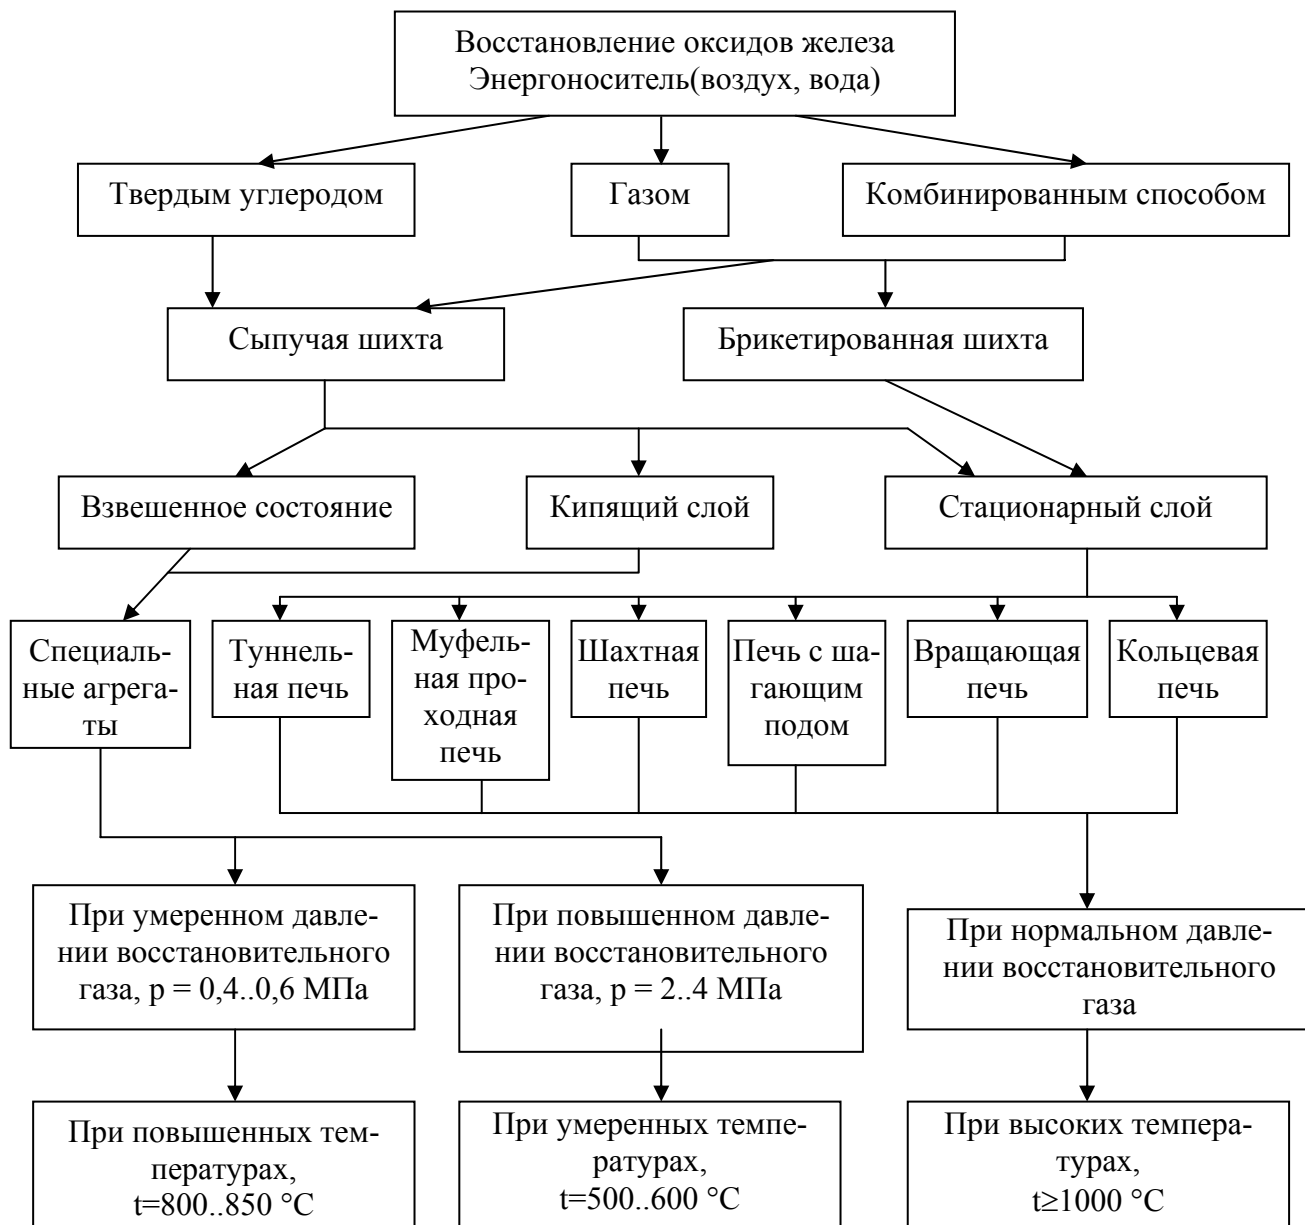 Восстановление оксидов железа
Энергоноситель(воздух, вода)
Твердым углеродом
Газом
Комбинированным способом
Сыпучая шихта
Брикетированная шихта
Взвешенное состояние
Кипящий слой
Стационарный слой
Специаль-
ные агрега-
ты
Туннель-
ная печь
Муфель-
ная про-
ходная
печь
Шахтная
печь
Печь с ша-
гающим
подом
Вращающая
печь
Кольцевая
печь
При умеренном давле-
нии восстановительного
газа, p = 0,4..0,6 МПа
При повышенном давле-
нии восстановительного
газа, p = 2..4 МПа
При нормальном давле-
нии восстановительного
газа
При повышенных тем-
пературах,
t=800..850 °C
При умеренных темпе-
ратурах,
t=500..600 °C
При высоких темпера-
турах,
t≥1000 °C